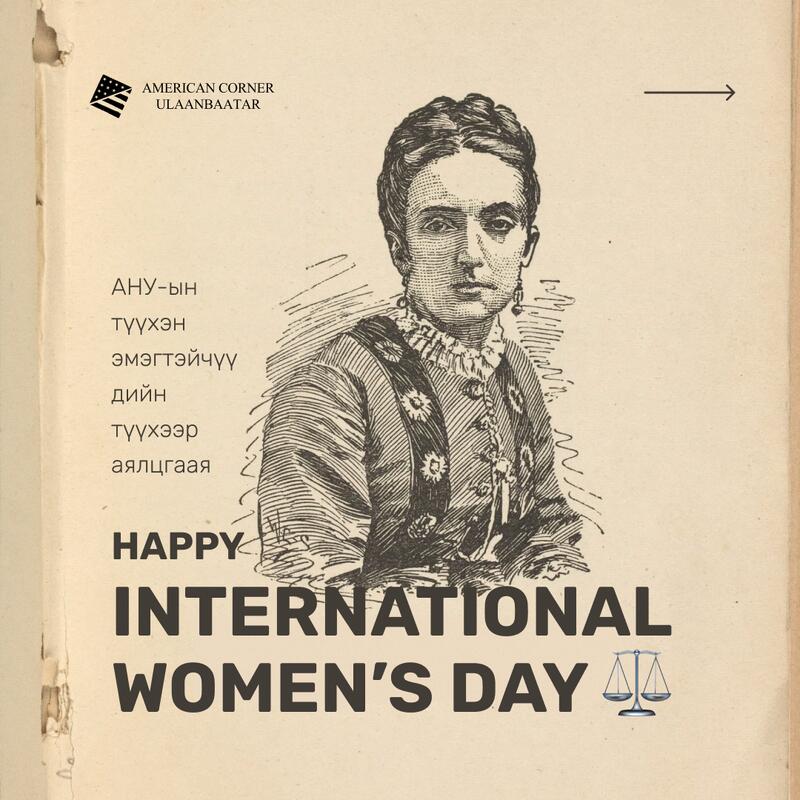 AMERICAN CORNER
ULAANBAATAR
АНУ-ын
түүхэн
эмэгтэйчүү
дийн
түүхээр
аялцгаая
HAPPY
INTERNATIONAL
WOMEN’S DAY